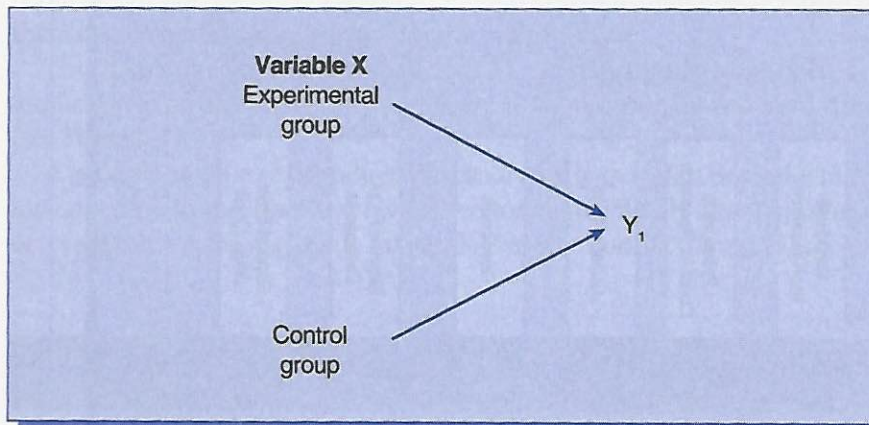 Variable X
Experimental
group
Y₁
Control
group